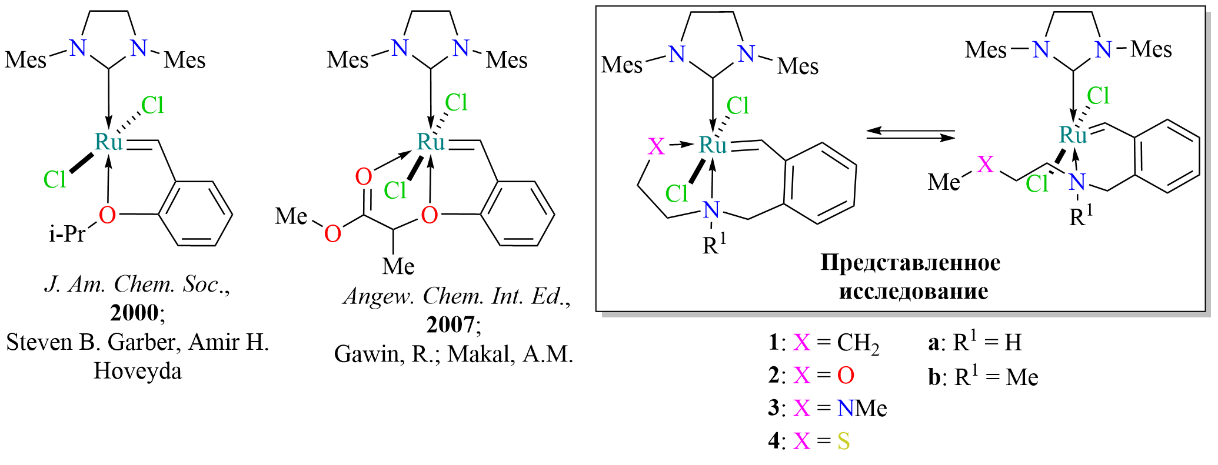 N N
Mes Mes
Cl
Ru
Cl
O
i-Pr
J. Am. Chem. Soc.,
2000;
Steven B. Garber, Amir H.
Hoveyda
N N
Mes Mes
Cl
Ru
O
Cl
MeO
O
O
Me
Angew. Chem. Int. Ed.,
2007;
Gawin, R.; Makal, A.M.
N N
Mes Mes
Cl
X Ru
Cl
N
R1
N N
Mes Mes
Cl
Ru
X
Me Cl
N
R1
Представленное
исследование
1: X = CH2 a: R1 = H
2: X = O b: R1 = Me
3: X = NMe
4: X = S